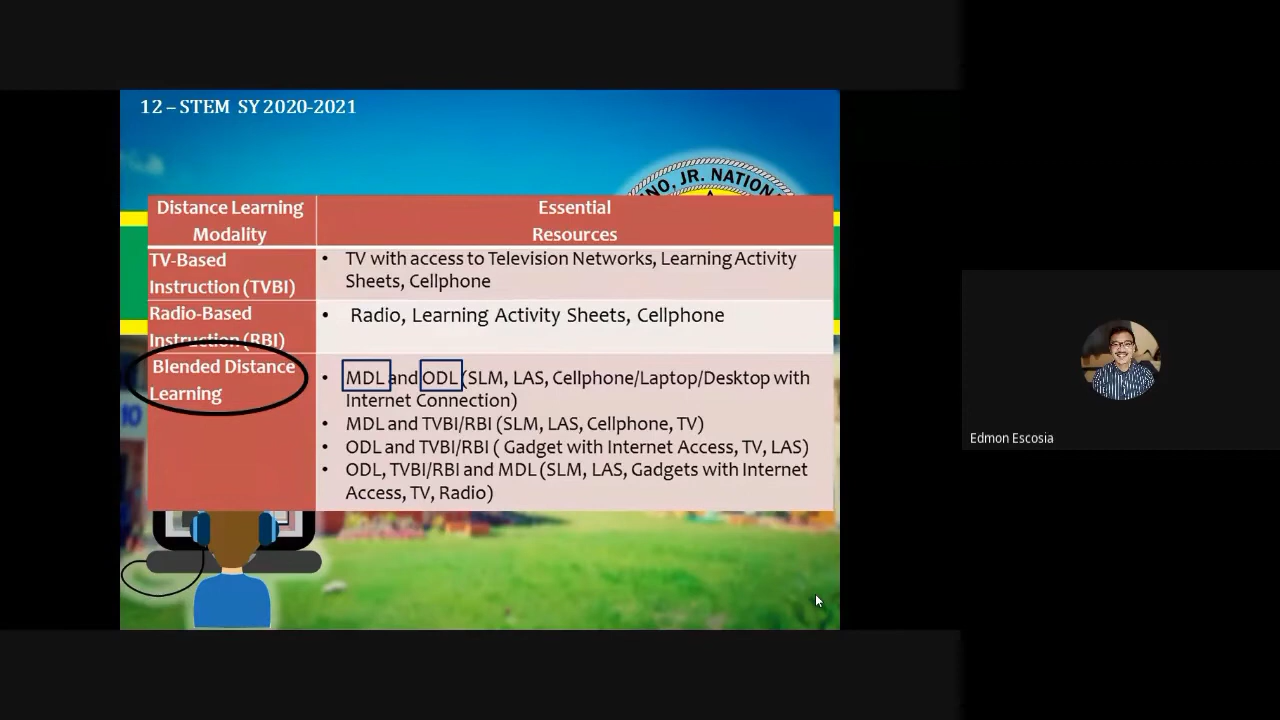 12 – STEM SY 2020-2021
NO, JR. NATION
Distance Learning
Modality
Essential
Resources
TV-Based
Instruction (TVBI)
• TV with access to Television Networks, Learning Activity
Sheets, Cellphone
Radio-Based
Instruction (RBI)
• Radio, Learning Activity Sheets, Cellphone
Blended Distance
Learning
• MDL and ODL (SLM, LAS, Cellphone/Laptop/Desktop with
Internet Connection)
• MDL and TVBI/RBI (SLM, LAS, Cellphone, TV)
• ODL and TVBI/RBI ( Gadget with Internet Access, TV, LAS)
• ODL, TVBI/RBI and MDL (SLM, LAS, Gadgets with Internet
Access, TV, Radio)
10
Edmon Escosia